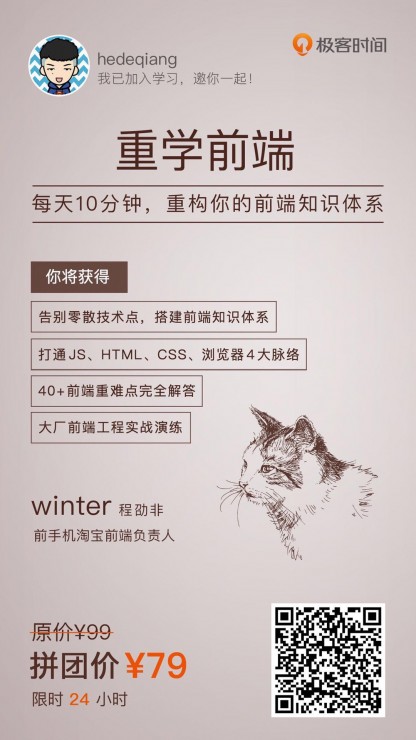 hedeqiang
我已加入学习，邀你一起！
极客时间
重学前端
每天10分钟，重构你的前端知识体系
你将获得
告别零散技术点，搭建前端知识体系
打通JS、HTML、CSS、浏览器4大脉络
40+前端重难点完全解答
大厂前端工程实战演练
winter 程劭非
前手机淘宝前端负责人
原价¥99
拼团价¥79
限时 24 小时